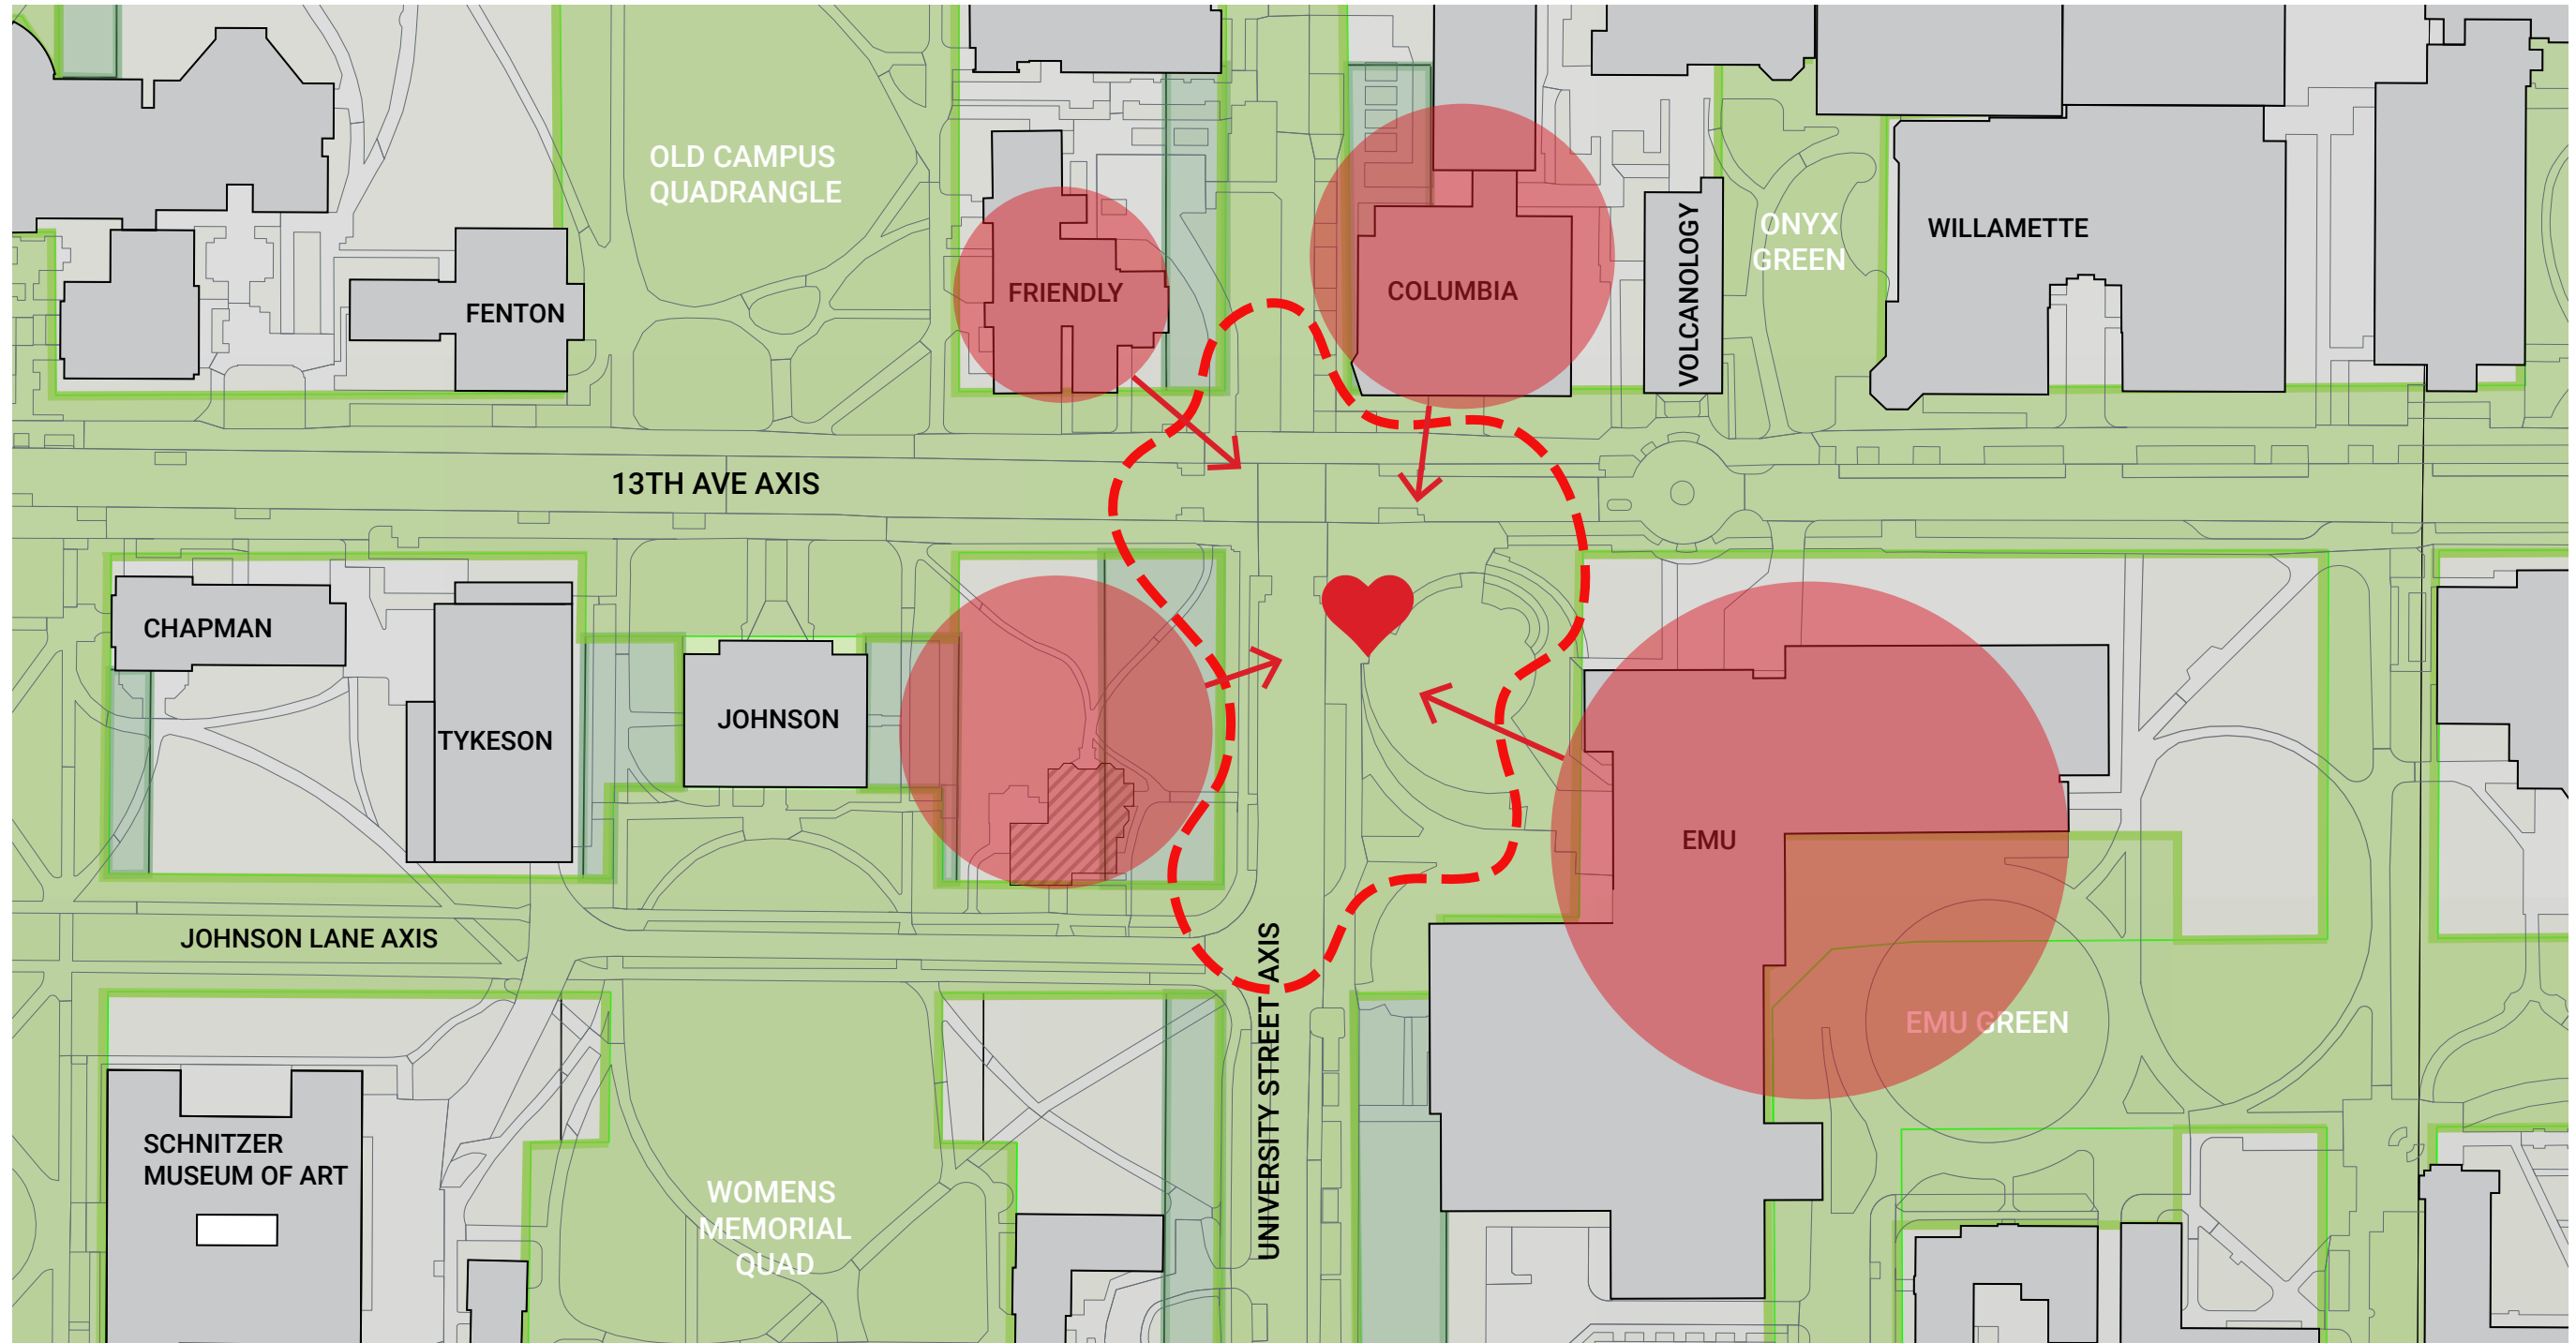 OLD CAMPUS
QUADRANGLE
FRIENDLY
COLUMBIA
VOLCANOLOGY
ONYX
GREEN
WILLAMETTE
FENTON
13TH AVE AXIS
CHAPMAN
TYKESON
JOHNSON
EMU
JOHNSON LANE AXIS
UNIVERSITY STREET AXIS
EMU GREEN
SCHNITZER
MUSEUM OF ART
WOMENS
MEMORIAL
QUAD